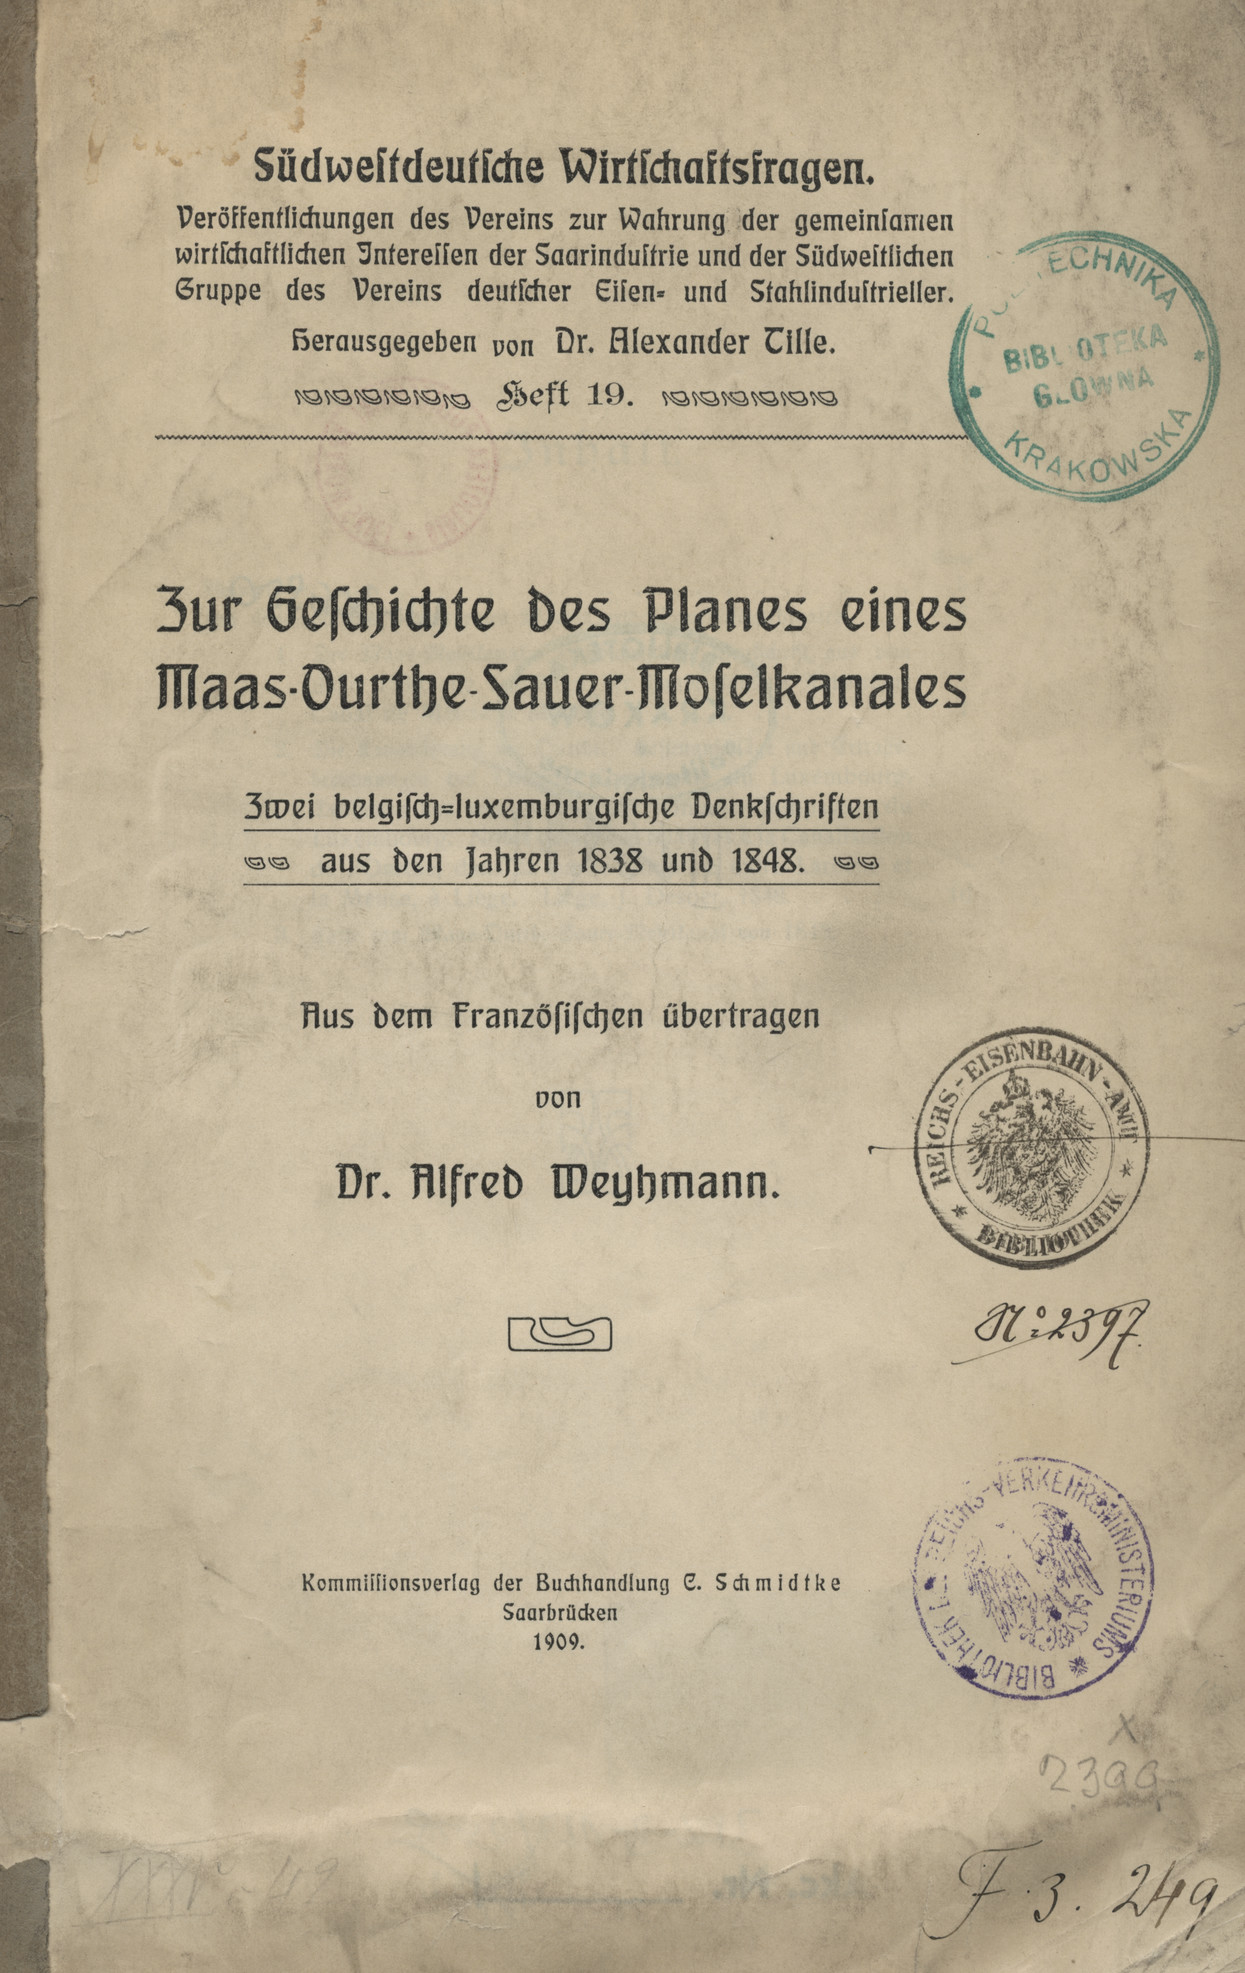 Südwestdeutsche Wirtschaftsfragen.
Veröffentlichungen des Vereins zur Wahrung der gemeinsamen
wirtschaftlichen Interessen der Saarindustrie und der Südwestlichen
Gruppe des Vereins deutscher Eisen- und Stahlindustrieller.
Herausgegeben von Dr. Alexander Tille.
Heft 19.
POLITECHNIKA
BIBLIOTEKA
GŁÓWNA
KRAKOWSKA
Zur Geschichte des Planes eines
Maas-Ourthe-Sauer-Moselkanales
Zwei belgisch-luxemburgische Denkschriften
aus den Jahren 1838 und 1848.
Aus dem Französischen übertragen
von
Dr. Alfred Weyhmann.
REICHS-EISENBAHN-AMT
BIBLIOTHEK
No 2397.
Kommissionsverlag der Buchhandlung C. Schmidtke
Saarbrücken
1909.
BIBLIOTHEK REICHS-VERKEHRSMINISTERIUMS
x
2399
F. 3. 249